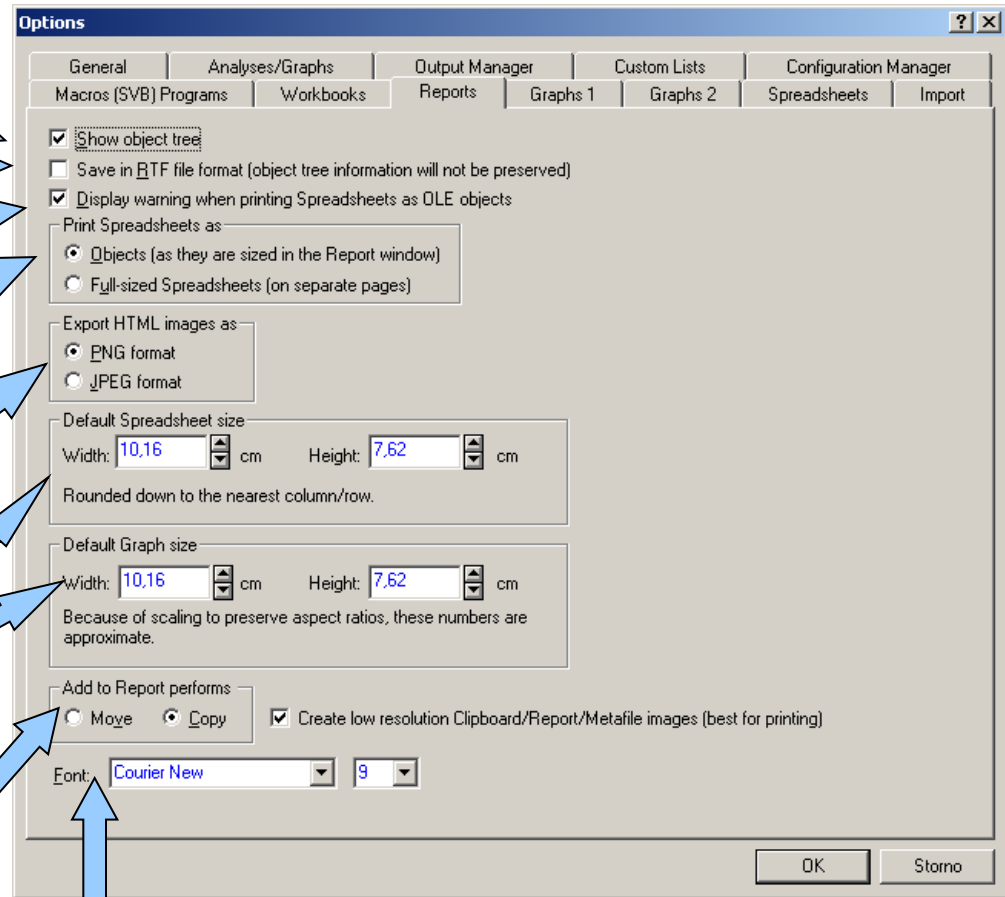 Options
General Analyses/Graphs Output Manager Custom Lists Configuration Manager
Macros (SVB) Programs Workbooks Reports Graphs 1 Graphs 2 Spreadsheets Import
Show object tree
Save in RTF file format (object tree information will not be preserved)
Display warning when printing Spreadsheets as OLE objects
Print Spreadsheets as
Objects (as they are sized in the Report window)
Full-sized Spreadsheets (on separate pages)
Export HTML images as
PNG format
JPEG format
Default Spreadsheet size
Width: 10,16 cm Height: 7,62 cm
Rounded down to the nearest column/row.
Default Graph size
Width: 10,16 cm Height: 7,62 cm
Because of scaling to preserve aspect ratios, these numbers are
approximate.
Add to Report performs
Move Copy Create low resolution Clipboard/Report/Metafile images (best for printing)
Font: Courier New 9
OK Storno